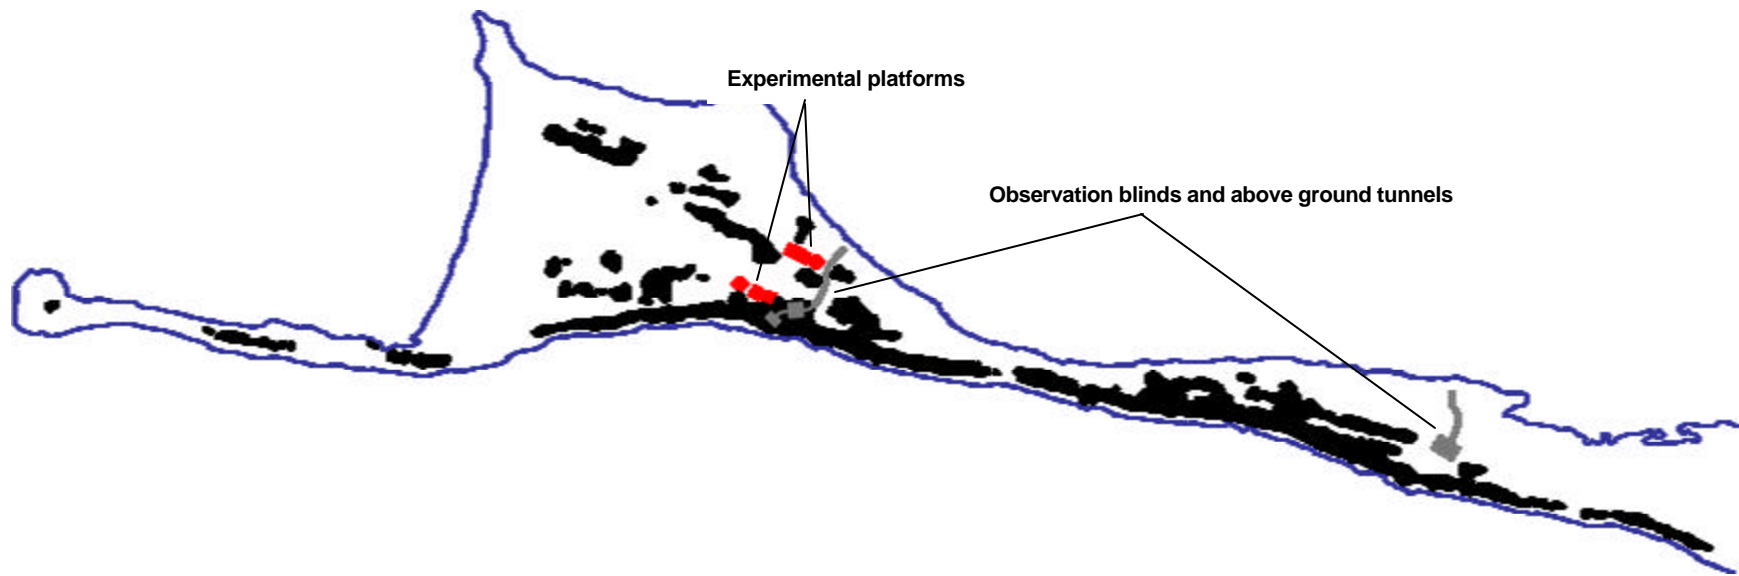 Experimental platforms
Observation blinds and above ground tunnels